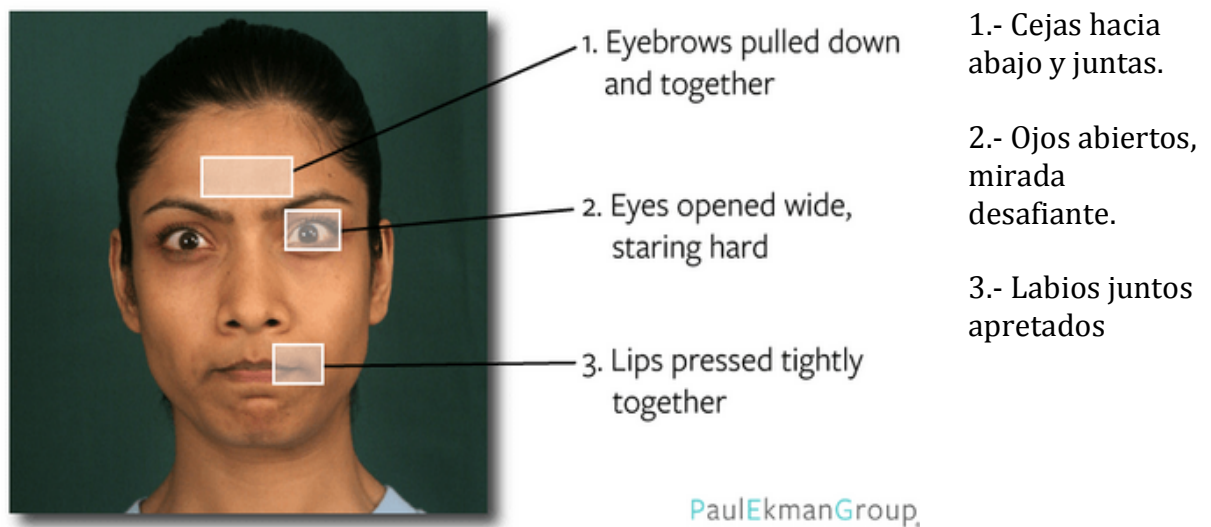 1. Eyebrows pulled down
and together
2. Eyes opened wide,
staring hard
3. Lips pressed tightly
together
PaulEkmanGroup
1.- Cejas hacia
abajo y juntas.
2.- Ojos abiertos,
mirada
desafiante.
3.- Labios juntos
apretados